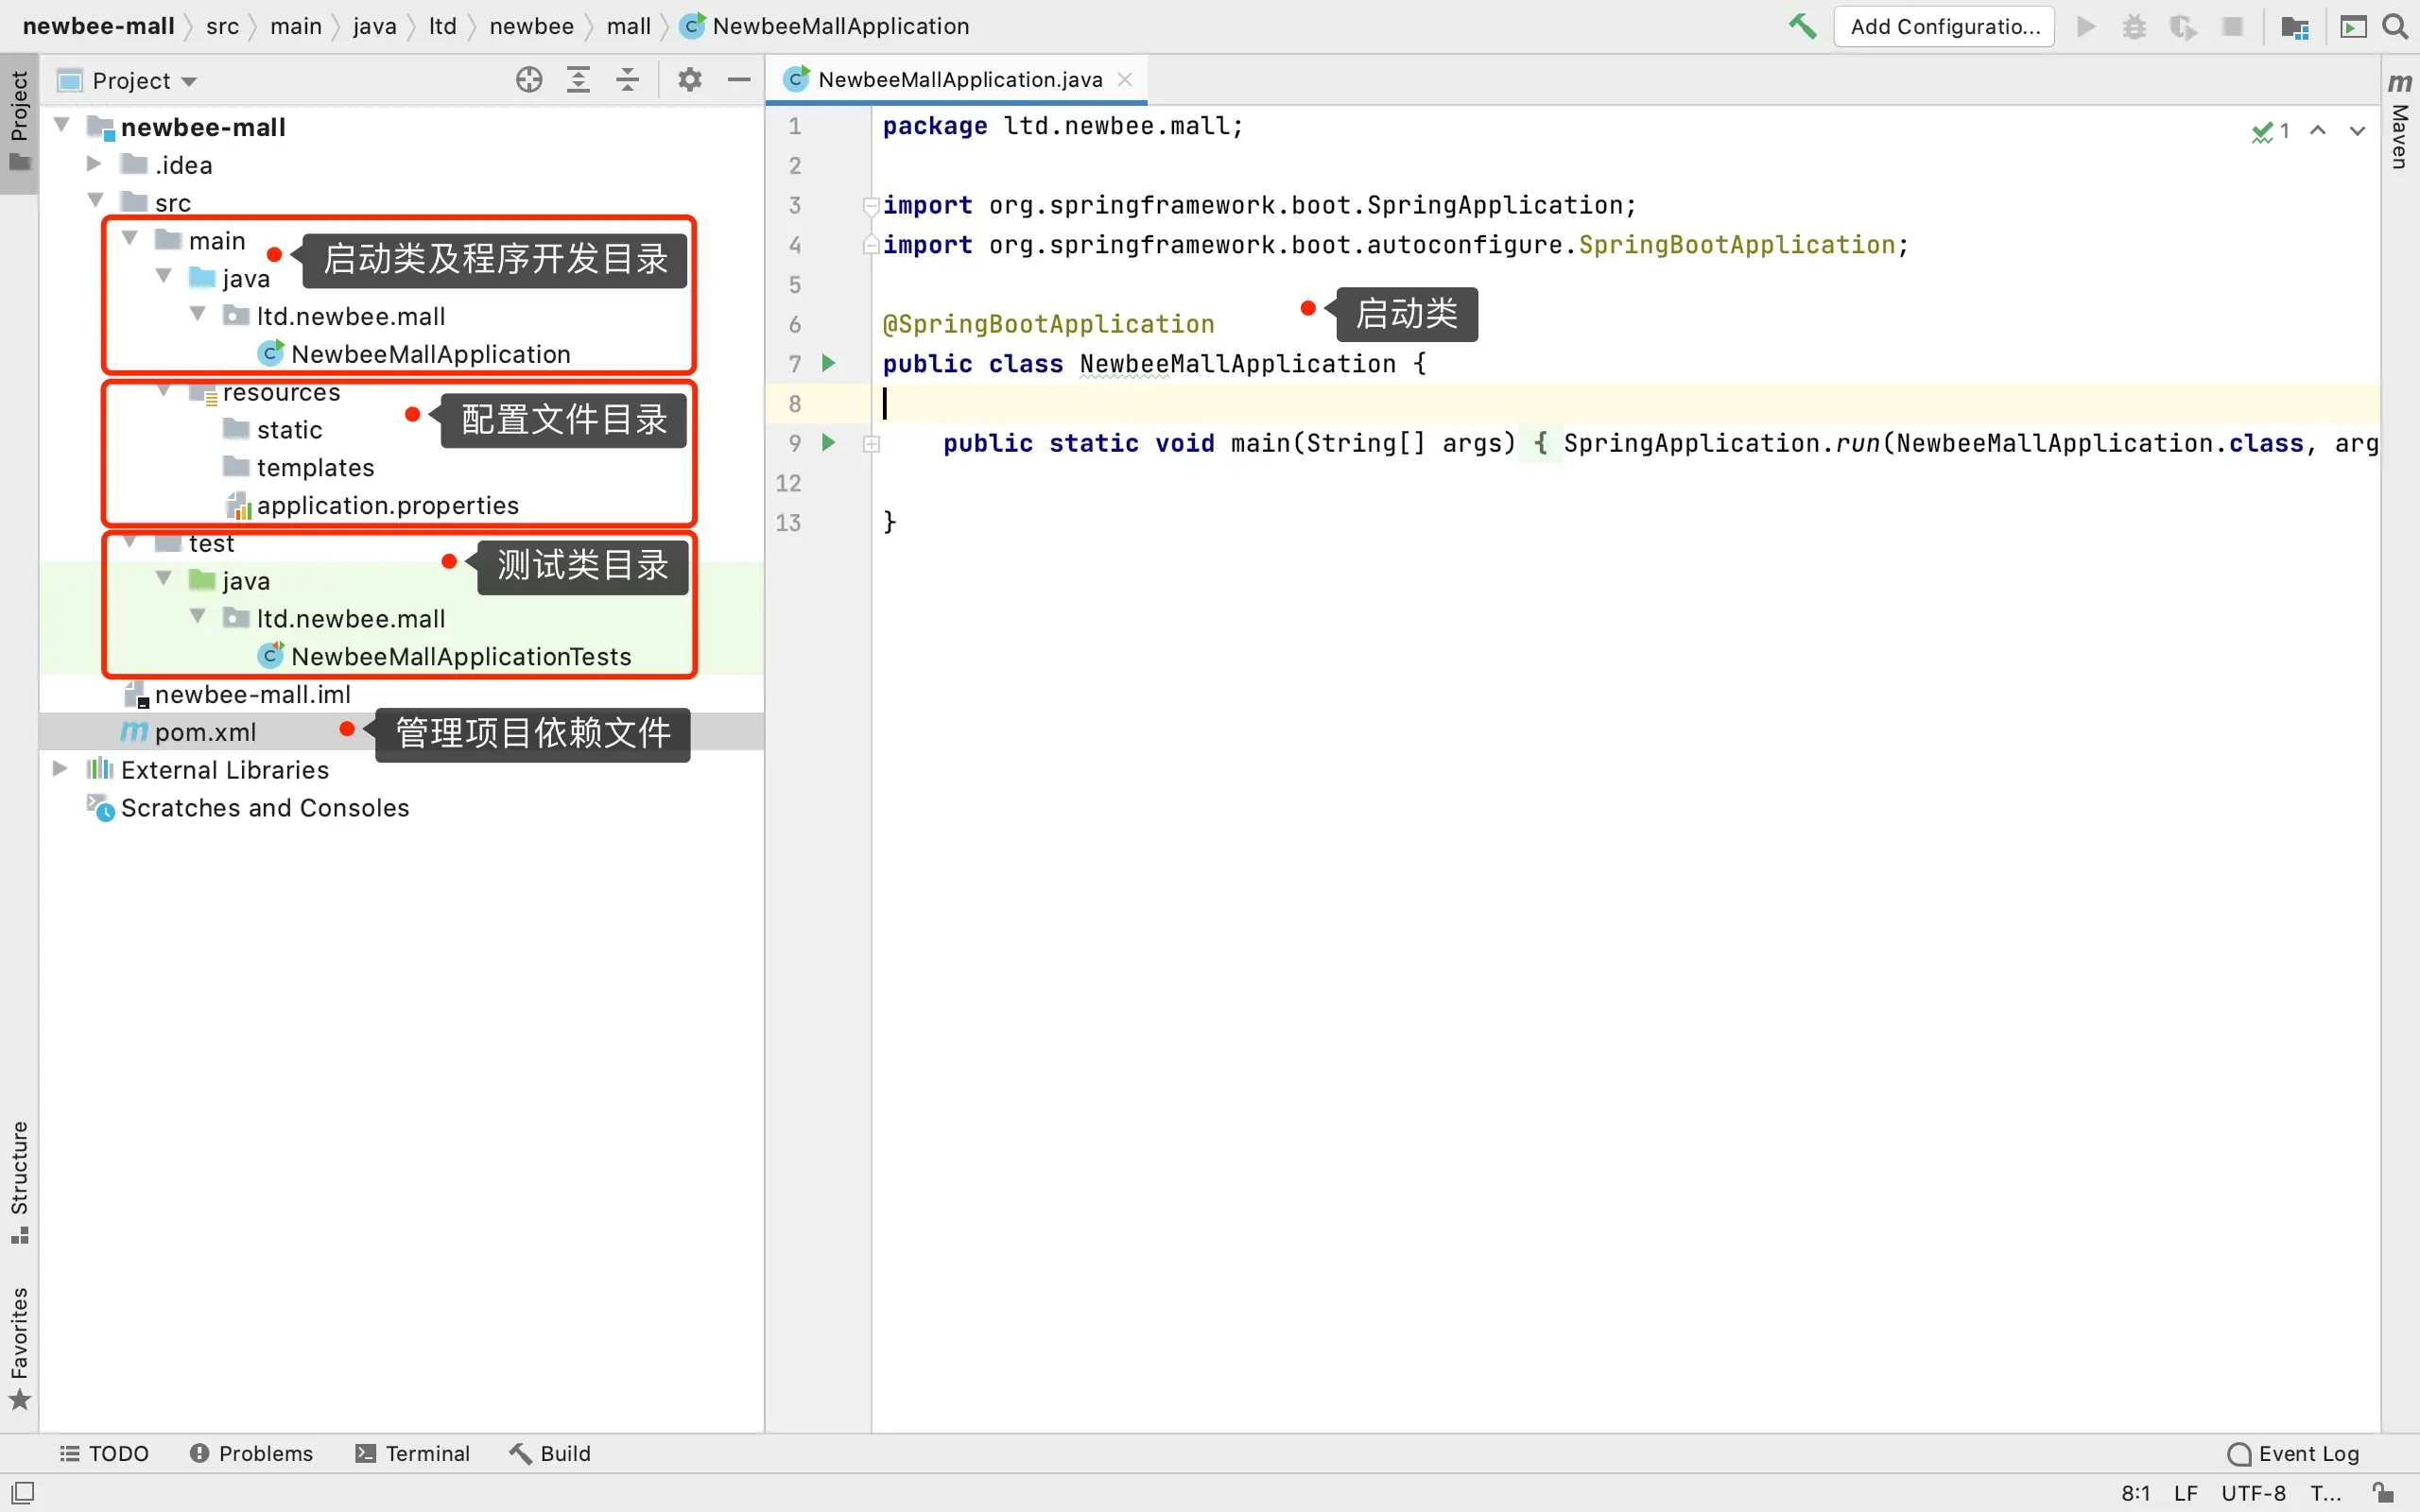 newbee-mall src main java ltd newbee mall NewbeeMallApplication
Add Configuratio...
Project
Project
newbee-mall
.idea
src
main
启动类及程序开发目录
java
ltd.newbee.mall
NewbeeMallApplication
resources
配置文件目录
static
templates
application.properties
test
测试类目录
java
ltd.newbee.mall
NewbeeMallApplicationTests
newbee-mall.iml
pom.xml
管理项目依赖文件
External Libraries
Scratches and Consoles
Structure
Favorites
NewbeeMallApplication.java
1 package ltd.newbee.mall;
1
2
3 import org.springframework.boot.SpringApplication;
4 import org.springframework.boot.autoconfigure.SpringBootApplication;
5
启动类
6 @SpringBootApplication
7 public class NewbeeMallApplication {
8
9 public static void main(String[] args) { SpringApplication.run(NewbeeMallApplication.class, arg
12
13 }
Maven
TODO Problems Terminal Build
Event Log
8:1 LF UTF-8 T...